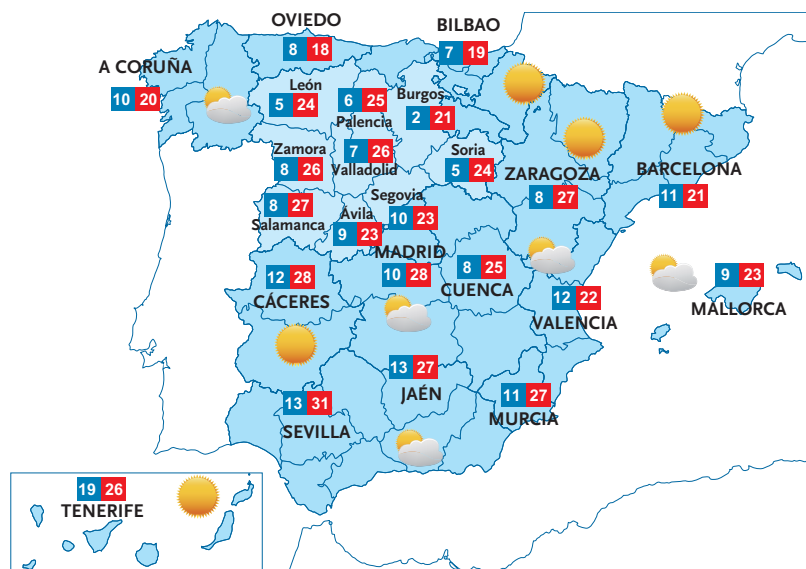 OVIEDO
8 18
BILBAO
7 19
A CORUÑA
10 20
León
5 24
6 25
Palencia
Burgos
2 21
Zamora
8 26
7 26
Valladolid
Soria
5 24
ZARAGOZA
8 27
BARCELONA
11 21
8 27
Salamanca
Ávila
9 23
Segovia
10 23
MADRID
10 28
8 25
CUENCA
12 28
CÁCERES
12 22
VALENCIA
9 23
MALLORCA
13 27
JAÉN
11 27
MURCIA
13 31
SEVILLA
19 26
TENERIFE